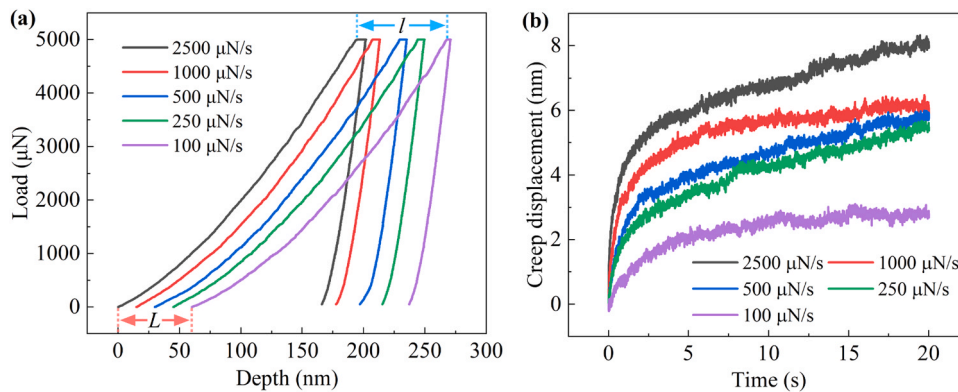 (a)
l
5000
4000
3000
2000
1000
0
Load (μN)
2500 μN/s
1000 μN/s
500 μN/s
250 μN/s
100 μN/s
L
0 50 100 150 200 250 300
Depth (nm)
(b)
8
6
4
2
0
Creep displacement (nm)
2500 μN/s 1000 μN/s
500 μN/s 250 μN/s
100 μN/s
0 5 10 15 20
Time (s)